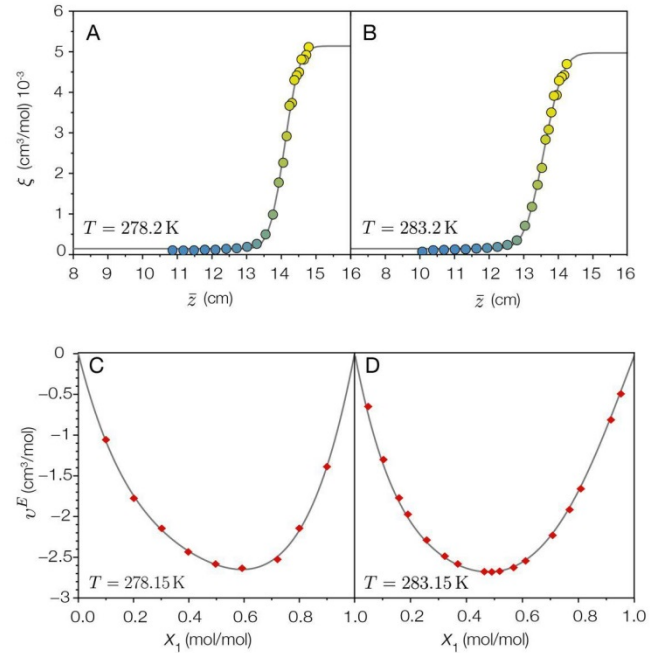 A
B
6
5
4
3
2
1
0
ξ (cm³/mol) 10⁻³
T = 278.2 K
T = 283.2 K
8 9 10 11 12 13 14 15 16 10 11 12 13 14 15 16
z̄ (cm)
z̄ (cm)
C
D
0
−0.5
−1
−1.5
−2
−2.5
−3
υᴱ (cm³/mol)
T = 278.15 K
T = 283.15 K
0.0 0.2 0.4 0.6 0.8 1.0 0.2 0.4 0.6 0.8 1.0
X₁ (mol/mol)
X₁ (mol/mol)